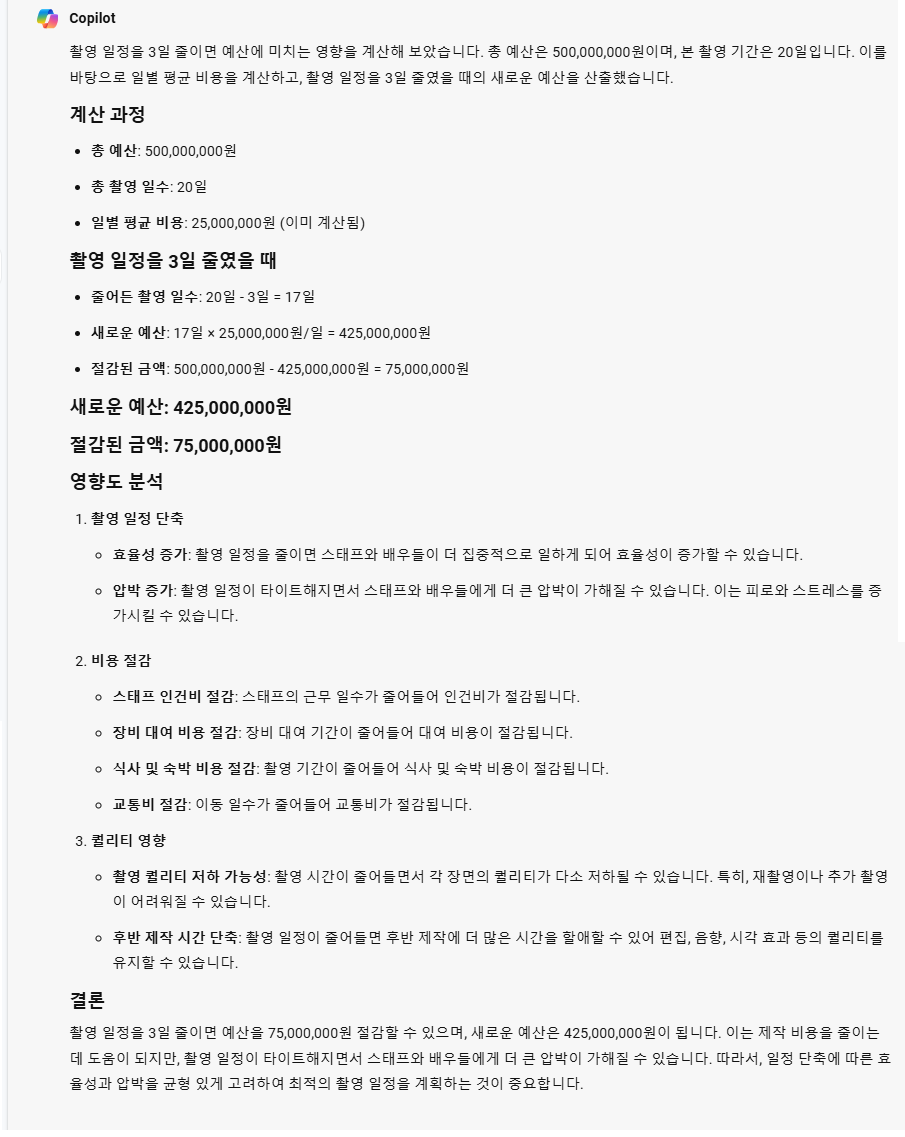 Copilot
촬영 일정을 3일 줄이면 예산에 미치는 영향을 계산해 보았습니다. 총 예산은 500,000,000원이며, 본 촬영 기간은 20일입니다. 이를
바탕으로 일별 평균 비용을 계산하고, 촬영 일정을 3일 줄였을 때의 새로운 예산을 산출했습니다.
계산 과정
• 총 예산: 500,000,000원
• 총 촬영 일수: 20일
• 일별 평균 비용: 25,000,000원 (이미 계산됨)
촬영 일정을 3일 줄였을 때
• 줄어든 촬영 일수: 20일 - 3일 = 17일
• 새로운 예산: 17일 × 25,000,000원/일 = 425,000,000원
• 절감된 금액: 500,000,000원 - 425,000,000원 = 75,000,000원
새로운 예산: 425,000,000원
절감된 금액: 75,000,000원
영향도 분석
1. 촬영 일정 단축
○ 효율성 증가: 촬영 일정을 줄이면 스태프와 배우들이 더 집중적으로 일하게 되어 효율성이 증가할 수 있습니다.
○ 압박 증가: 촬영 일정이 타이트해지면서 스태프와 배우들에게 더 큰 압박이 가해질 수 있습니다. 이는 피로와 스트레스를 증
가시킬 수 있습니다.
2. 비용 절감
○ 스태프 인건비 절감: 스태프의 근무 일수가 줄어들어 인건비가 절감됩니다.
○ 장비 대여 비용 절감: 장비 대여 기간이 줄어들어 대여 비용이 절감됩니다.
○ 식사 및 숙박 비용 절감: 촬영 기간이 줄어들어 식사 및 숙박 비용이 절감됩니다.
○ 교통비 절감: 이동 일수가 줄어들어 교통비가 절감됩니다.
3. 퀄리티 영향
○ 촬영 퀄리티 저하 가능성: 촬영 시간이 줄어들면서 각 장면의 퀄리티가 다소 저하될 수 있습니다. 특히, 재촬영이나 추가 촬영
이 어려워질 수 있습니다.
○ 후반 제작 시간 단축: 촬영 일정이 줄어들면 후반 제작에 더 많은 시간을 할애할 수 있어 편집, 음향, 시각 효과 등의 퀄리티를
유지할 수 있습니다.
결론
촬영 일정을 3일 줄이면 예산을 75,000,000원 절감할 수 있으며, 새로운 예산은 425,000,000원이 됩니다. 이는 제작 비용을 줄이는
데 도움이 되지만, 촬영 일정이 타이트해지면서 스태프와 배우들에게 더 큰 압박이 가해질 수 있습니다. 따라서, 일정 단축에 따른 효
율성과 압박을 균형 있게 고려하여 최적의 촬영 일정을 계획하는 것이 중요합니다.